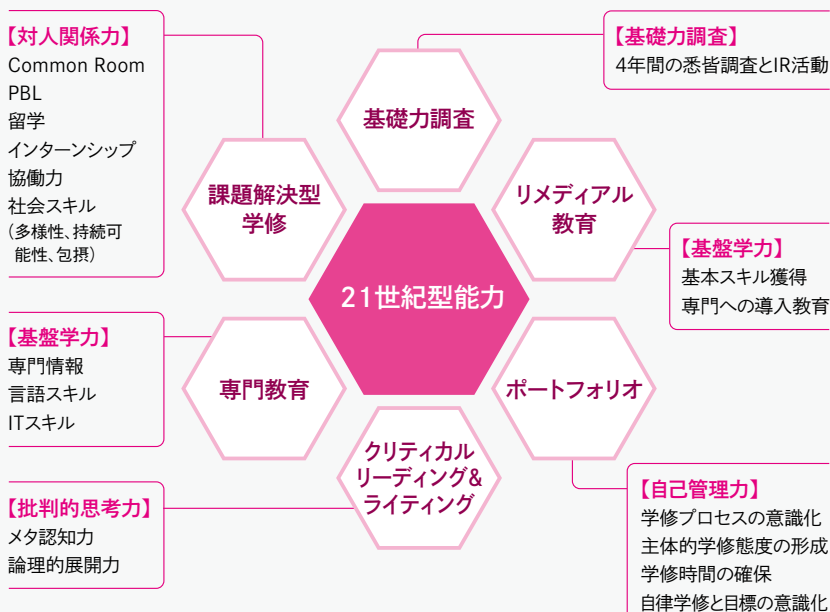 【対人関係力】
Common Room
PBL
留学
インターンシップ
協働力
社会スキル
(多様性、持続可
能性、包摂)
【基礎力調査】
4年間の悉皆調査とIR活動
基礎力調査
課題解決型
学修
リメディアル
教育
【基盤学力】
基本スキル獲得
専門への導入教育
21世紀型能力
【基盤学力】
専門情報
言語スキル
ITスキル
専門教育
ポートフォリオ
クリティカル
リーディング&
ライティング
【批判的思考力】
メタ認知力
論理的展開力
【自己管理力】
学修プロセスの意識化
主体的学修態度の形成
学修時間の確保
自律学修と目標の意識化